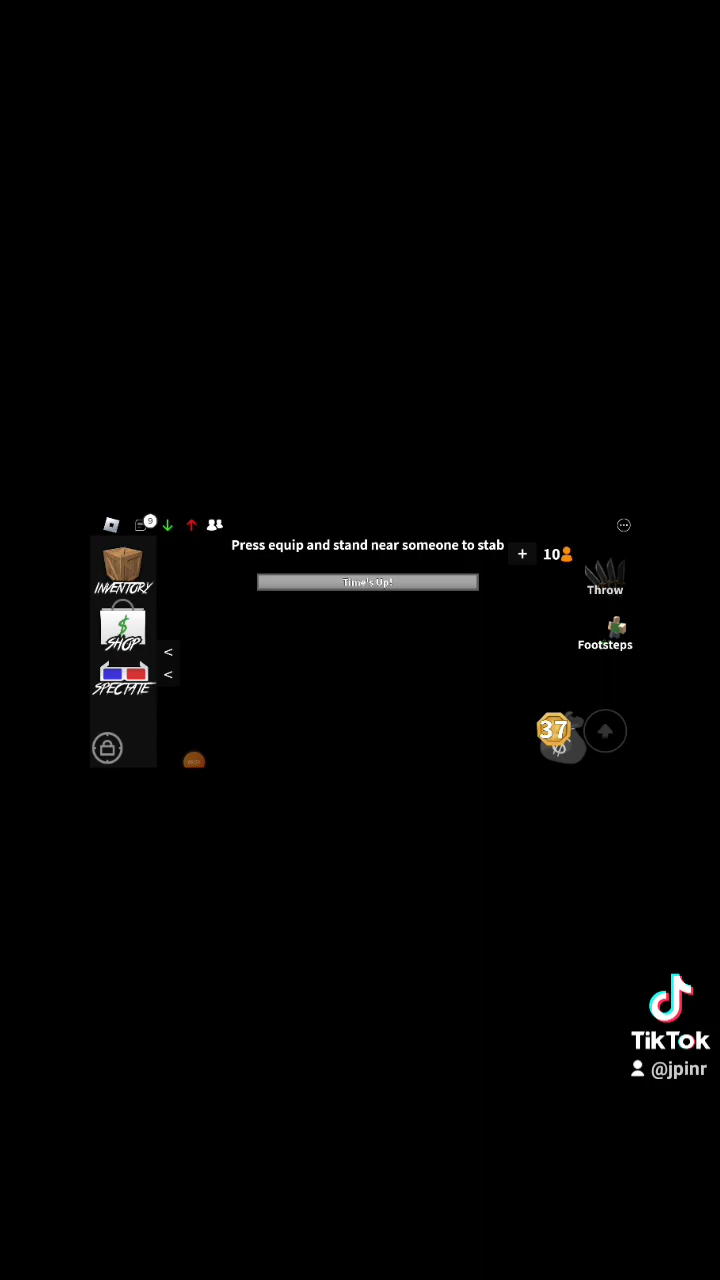 9
Press equip and stand near someone to stab
+ 10
Time's Up!
Throw
INVENTORY
$
SHOP
Footsteps
<
<
SPECTATE
37
TikTok
@jpinr